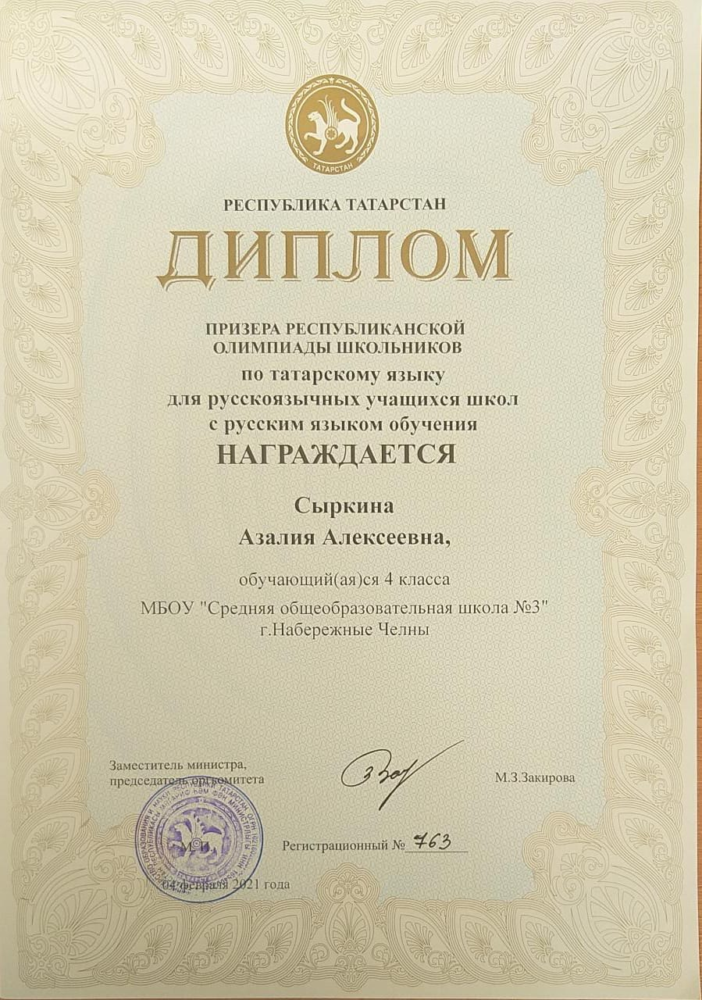 ТАТАРСТАН
РЕСПУБЛИКА ТАТАРСТАН
ДИПЛОМ
ПРИЗЕРА РЕСПУБЛИКАНСКОЙ
ОЛИМПИАДЫ ШКОЛЬНИКОВ
по татарскому языку
для русскоязычных учащихся школ
с русским языком обучения
НАГРАЖДАЕТСЯ
Сыркина
Азалия Алексеевна,
обучающий(ая)ся 4 класса
МБОУ "Средняя общеобразовательная школа №3"
г.Набережные Челны
Заместитель министра,
председатель оргкомитета
М.З.Закирова
М.П.
Регистрационный № 763
04 февраля 2021 года